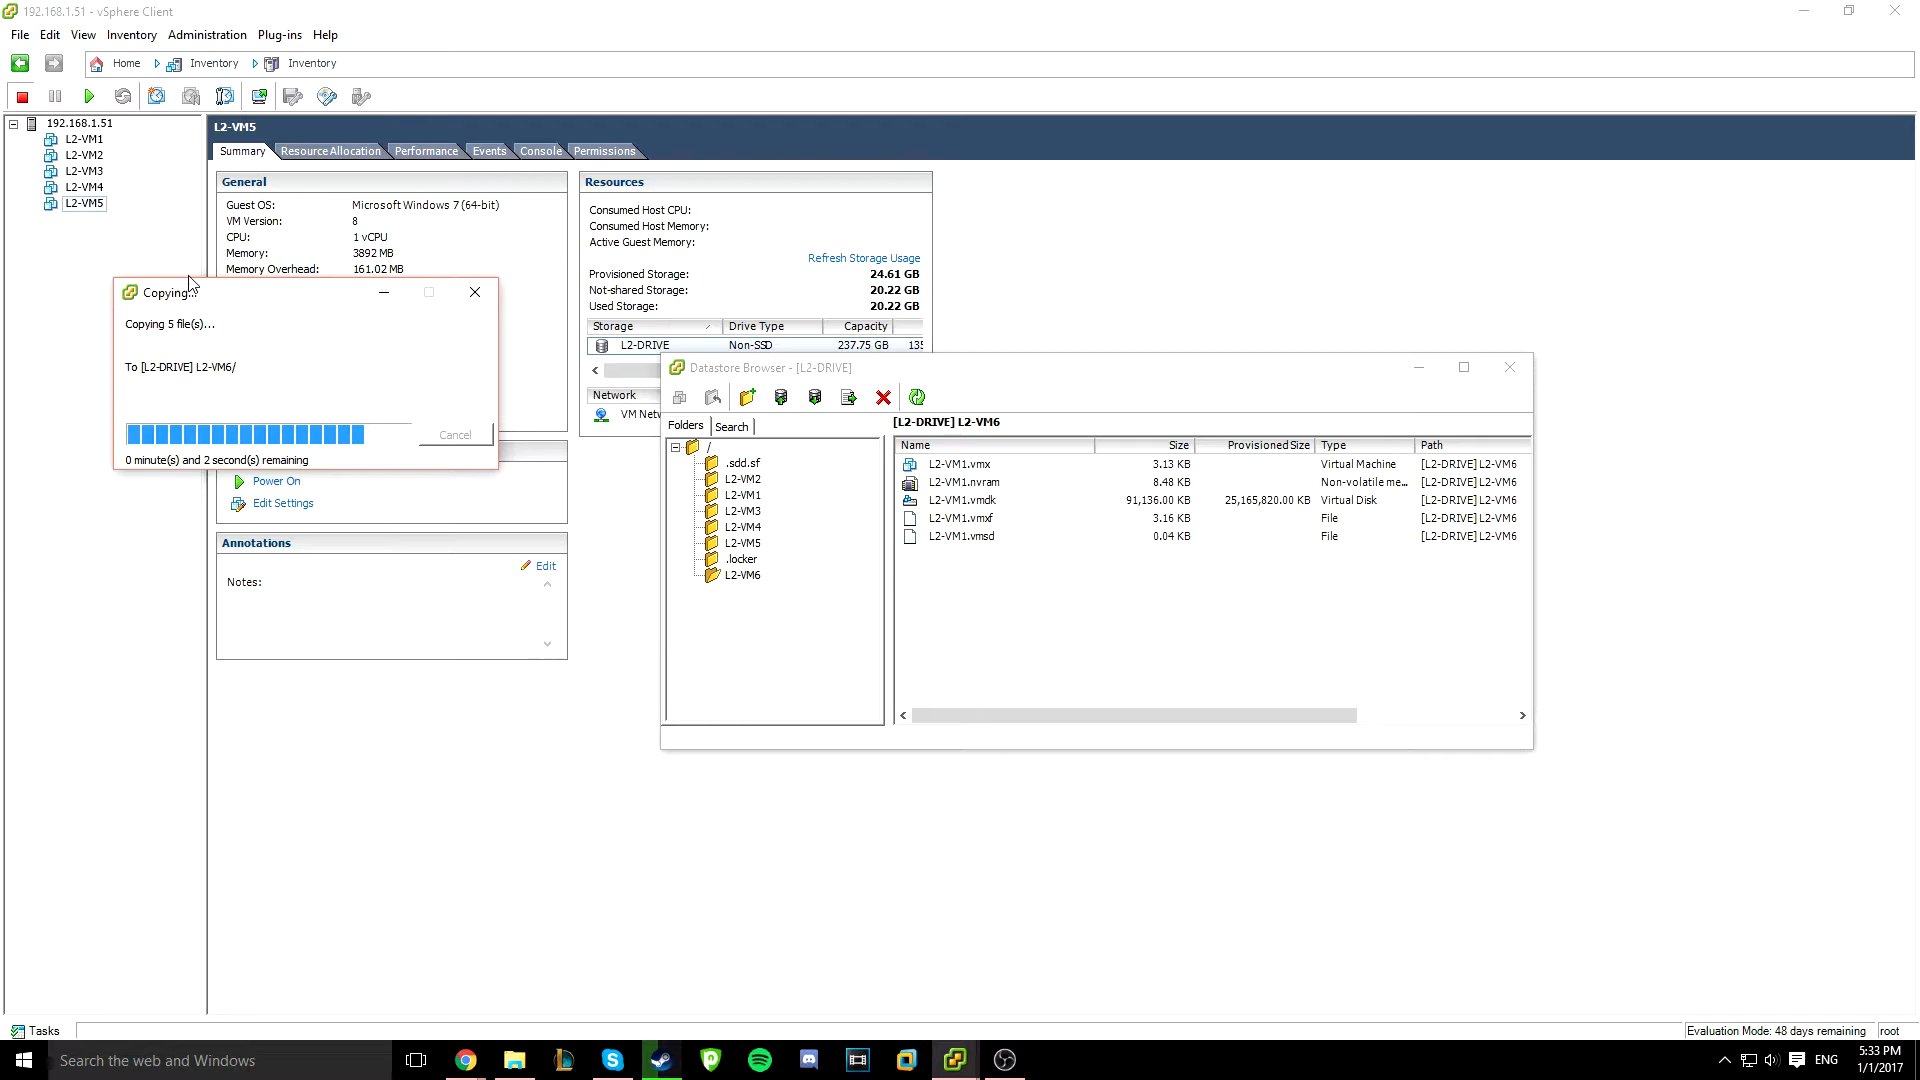 192.168.1.51 - vSphere Client
File Edit View Inventory Administration Plug-ins Help
Home Inventory Inventory
192.168.1.51
L2-VM1
L2-VM2
L2-VM3
L2-VM4
L2-VM5
L2-VM5
Summary Resource Allocation Performance Events Console Permissions
General
Guest OS: Microsoft Windows 7 (64-bit)
VM Version: 8
CPU: 1 vCPU
Memory: 3892 MB
Memory Overhead: 161.02 MB
Resources
Consumed Host CPU:
Consumed Host Memory:
Active Guest Memory:
Refresh Storage Usage
Provisioned Storage: 24.61 GB
Not-shared Storage: 20.22 GB
Used Storage: 20.22 GB
Storage Drive Type Capacity
L2-DRIVE Non-SSD 237.75 GB 135
Network
VM Netw
Copying...
Copying 5 file(s)...
To [L2-DRIVE] L2-VM6/
Cancel
0 minute(s) and 2 second(s) remaining
Power On
Edit Settings
Annotations
Edit
Notes:
Datastore Browser - [L2-DRIVE]
Folders Search
/
.sdd.sf
L2-VM2
L2-VM1
L2-VM3
L2-VM4
L2-VM5
.locker
L2-VM6
[L2-DRIVE] L2-VM6
Name Size Provisioned Size Type Path
L2-VM1.vmx 3.13 KB Virtual Machine [L2-DRIVE] L2-VM6
L2-VM1.nvram 8.48 KB Non-volatile me... [L2-DRIVE] L2-VM6
L2-VM1.vmdk 91,136.00 KB 25,165,820.00 KB Virtual Disk [L2-DRIVE] L2-VM6
L2-VM1.vmxf 3.16 KB File [L2-DRIVE] L2-VM6
L2-VM1.vmsd 0.04 KB File [L2-DRIVE] L2-VM6
Tasks
Evaluation Mode: 48 days remaining root
Search the web and Windows
ENG
5:33 PM
1/1/2017